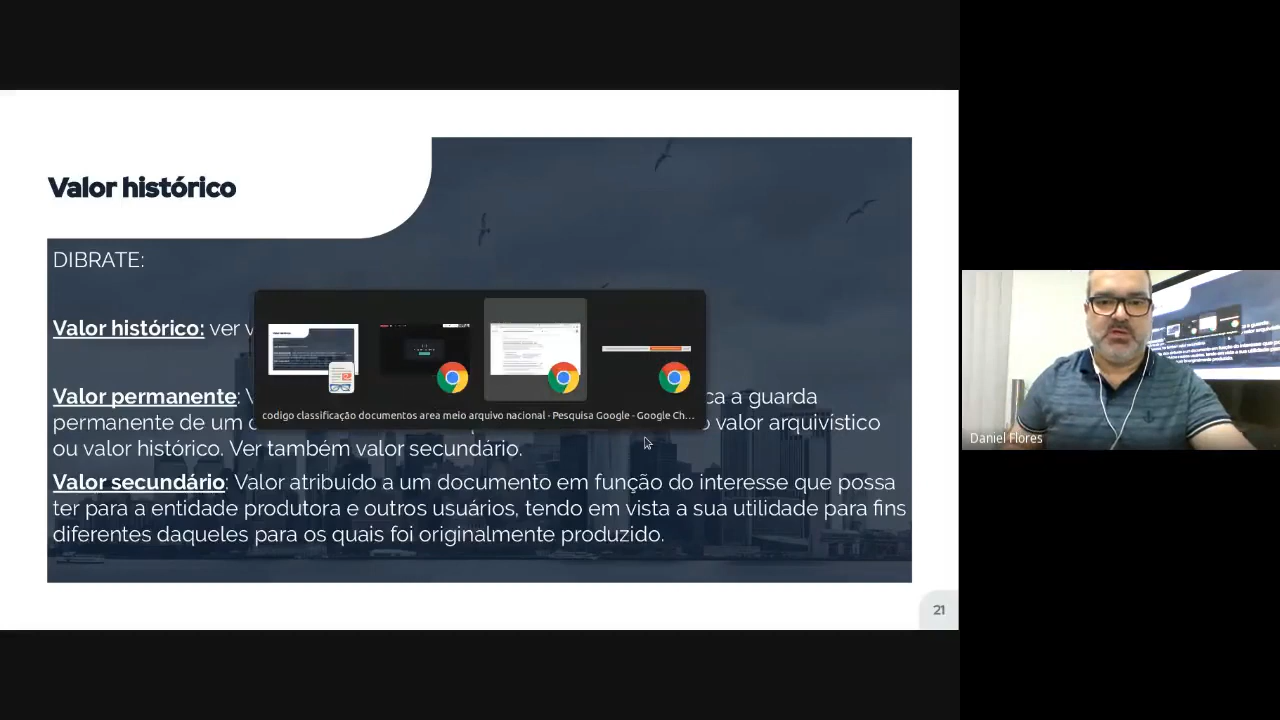 Valor histórico
DIBRATE:
Valor histórico: ver v
Valor permanente: V
ca a guarda
permanente de um
o valor arquivístico
ou valor histórico. Ver também valor secundário.
Valor secundário: Valor atribuído a um documento em função do interesse que possa
ter para a entidade produtora e outros usuários, tendo em vista a sua utilidade para fins
diferentes daqueles para os quais foi originalmente produzido.
codigo classificação documentos area meio arquivo nacional - Pesquisa Google - Google Ch...
21
Daniel Flores